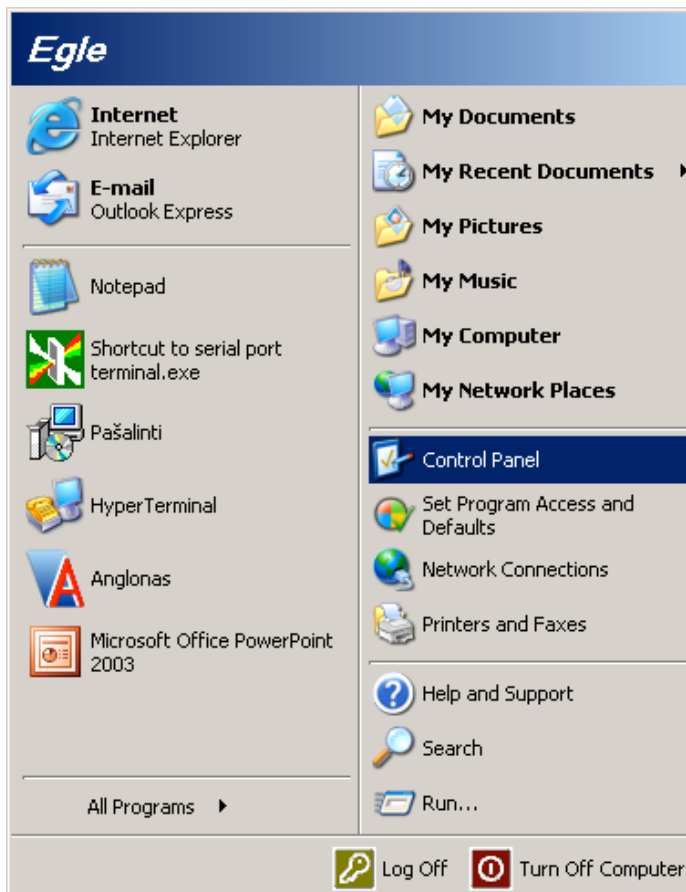 Egle
Internet
Internet Explorer
E-mail
Outlook Express
Notepad
Shortcut to serial port
terminal.exe
Pašalinti
HyperTerminal
Anglonas
Microsoft Office PowerPoint
2003
All Programs
My Documents
My Recent Documents
My Pictures
My Music
My Computer
My Network Places
Control Panel
Set Program Access and
Defaults
Network Connections
Printers and Faxes
Help and Support
Search
Run...
Log Off
Turn Off Computer